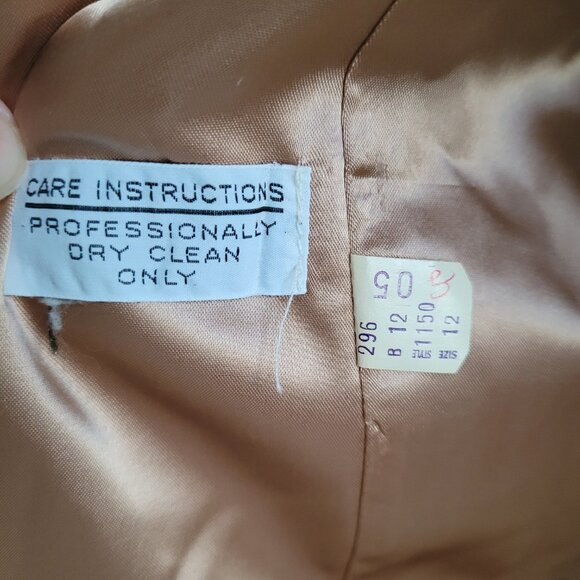 CARE INSTRUCTIONS
PROFESSIONALLY
DRY CLEAN
ONLY
05
296
B 12
STYLE 1150
SIZE 12